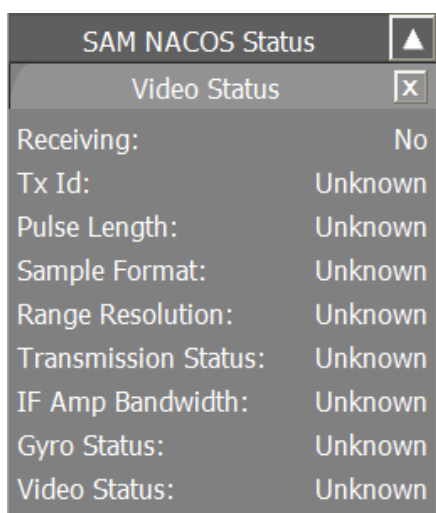 SAM NACOS Status
Video Status X
Receiving: No
Tx Id: Unknown
Pulse Length: Unknown
Sample Format: Unknown
Range Resolution: Unknown
Transmission Status: Unknown
IF Amp Bandwidth: Unknown
Gyro Status: Unknown
Video Status: Unknown